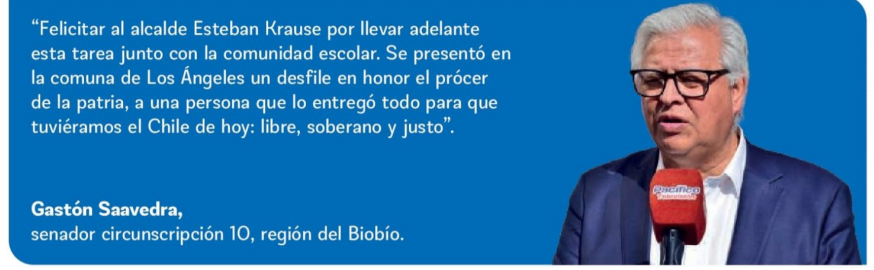 “Felicitar al alcalde Esteban Krause por llevar adelante
esta tarea junto con la comunidad escolar. Se presentó en
la comuna de Los Ángeles un desfile en honor el prócer
de la patria, a una persona que lo entregó todo para que
tuviéramos el Chile de hoy: libre, soberano y justo”.
Gastón Saavedra,
senador circunscripción 10, región del Biobío.
Pacífico